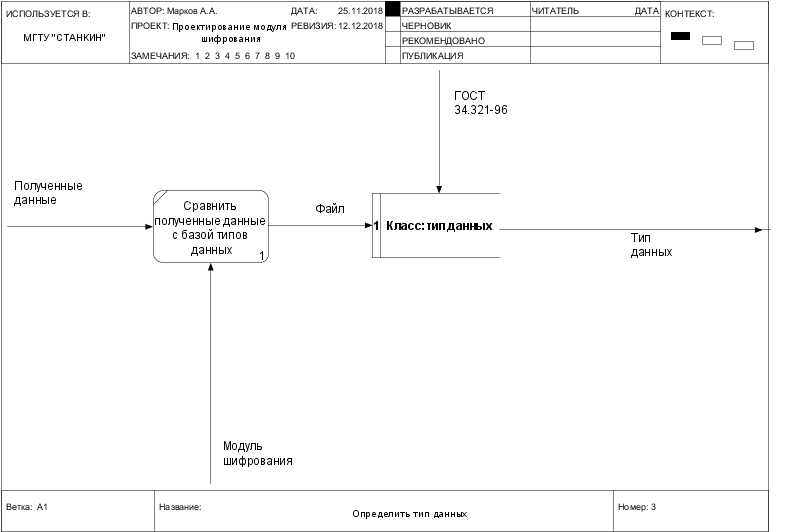 ИСПОЛЬЗУЕТСЯ В:
МГТУ "СТАНКИН"
АВТОР: Марков А.А. ДАТА: 25.11.2018
ПРОЕКТ: Проектирование модуля шифрования РЕВИЗИЯ: 12.12.2018
ЗАМЕЧАНИЯ: 1 2 3 4 5 6 7 8 9 10
РАЗРАБАТЫВАЕТСЯ
ЧЕРНОВИК
РЕКОМЕНДОВАНО
ПУБЛИКАЦИЯ
ЧИТАТЕЛЬ ДАТА
КОНТЕКСТ:
ГОСТ
34.321-96
Полученные
данные
Сравнить
полученные данные
с базой типов
данных
1
Файл
1 Класс: тип данных
Тип
данных
Модуль
шифрования
Ветка: А1
Название:
Определить тип данных
Номер: 3